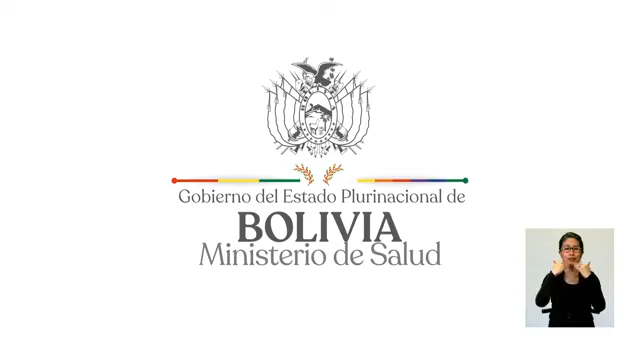 Gobierno del Estado Plurinacional de
BOLIVIA
Ministerio de Salud